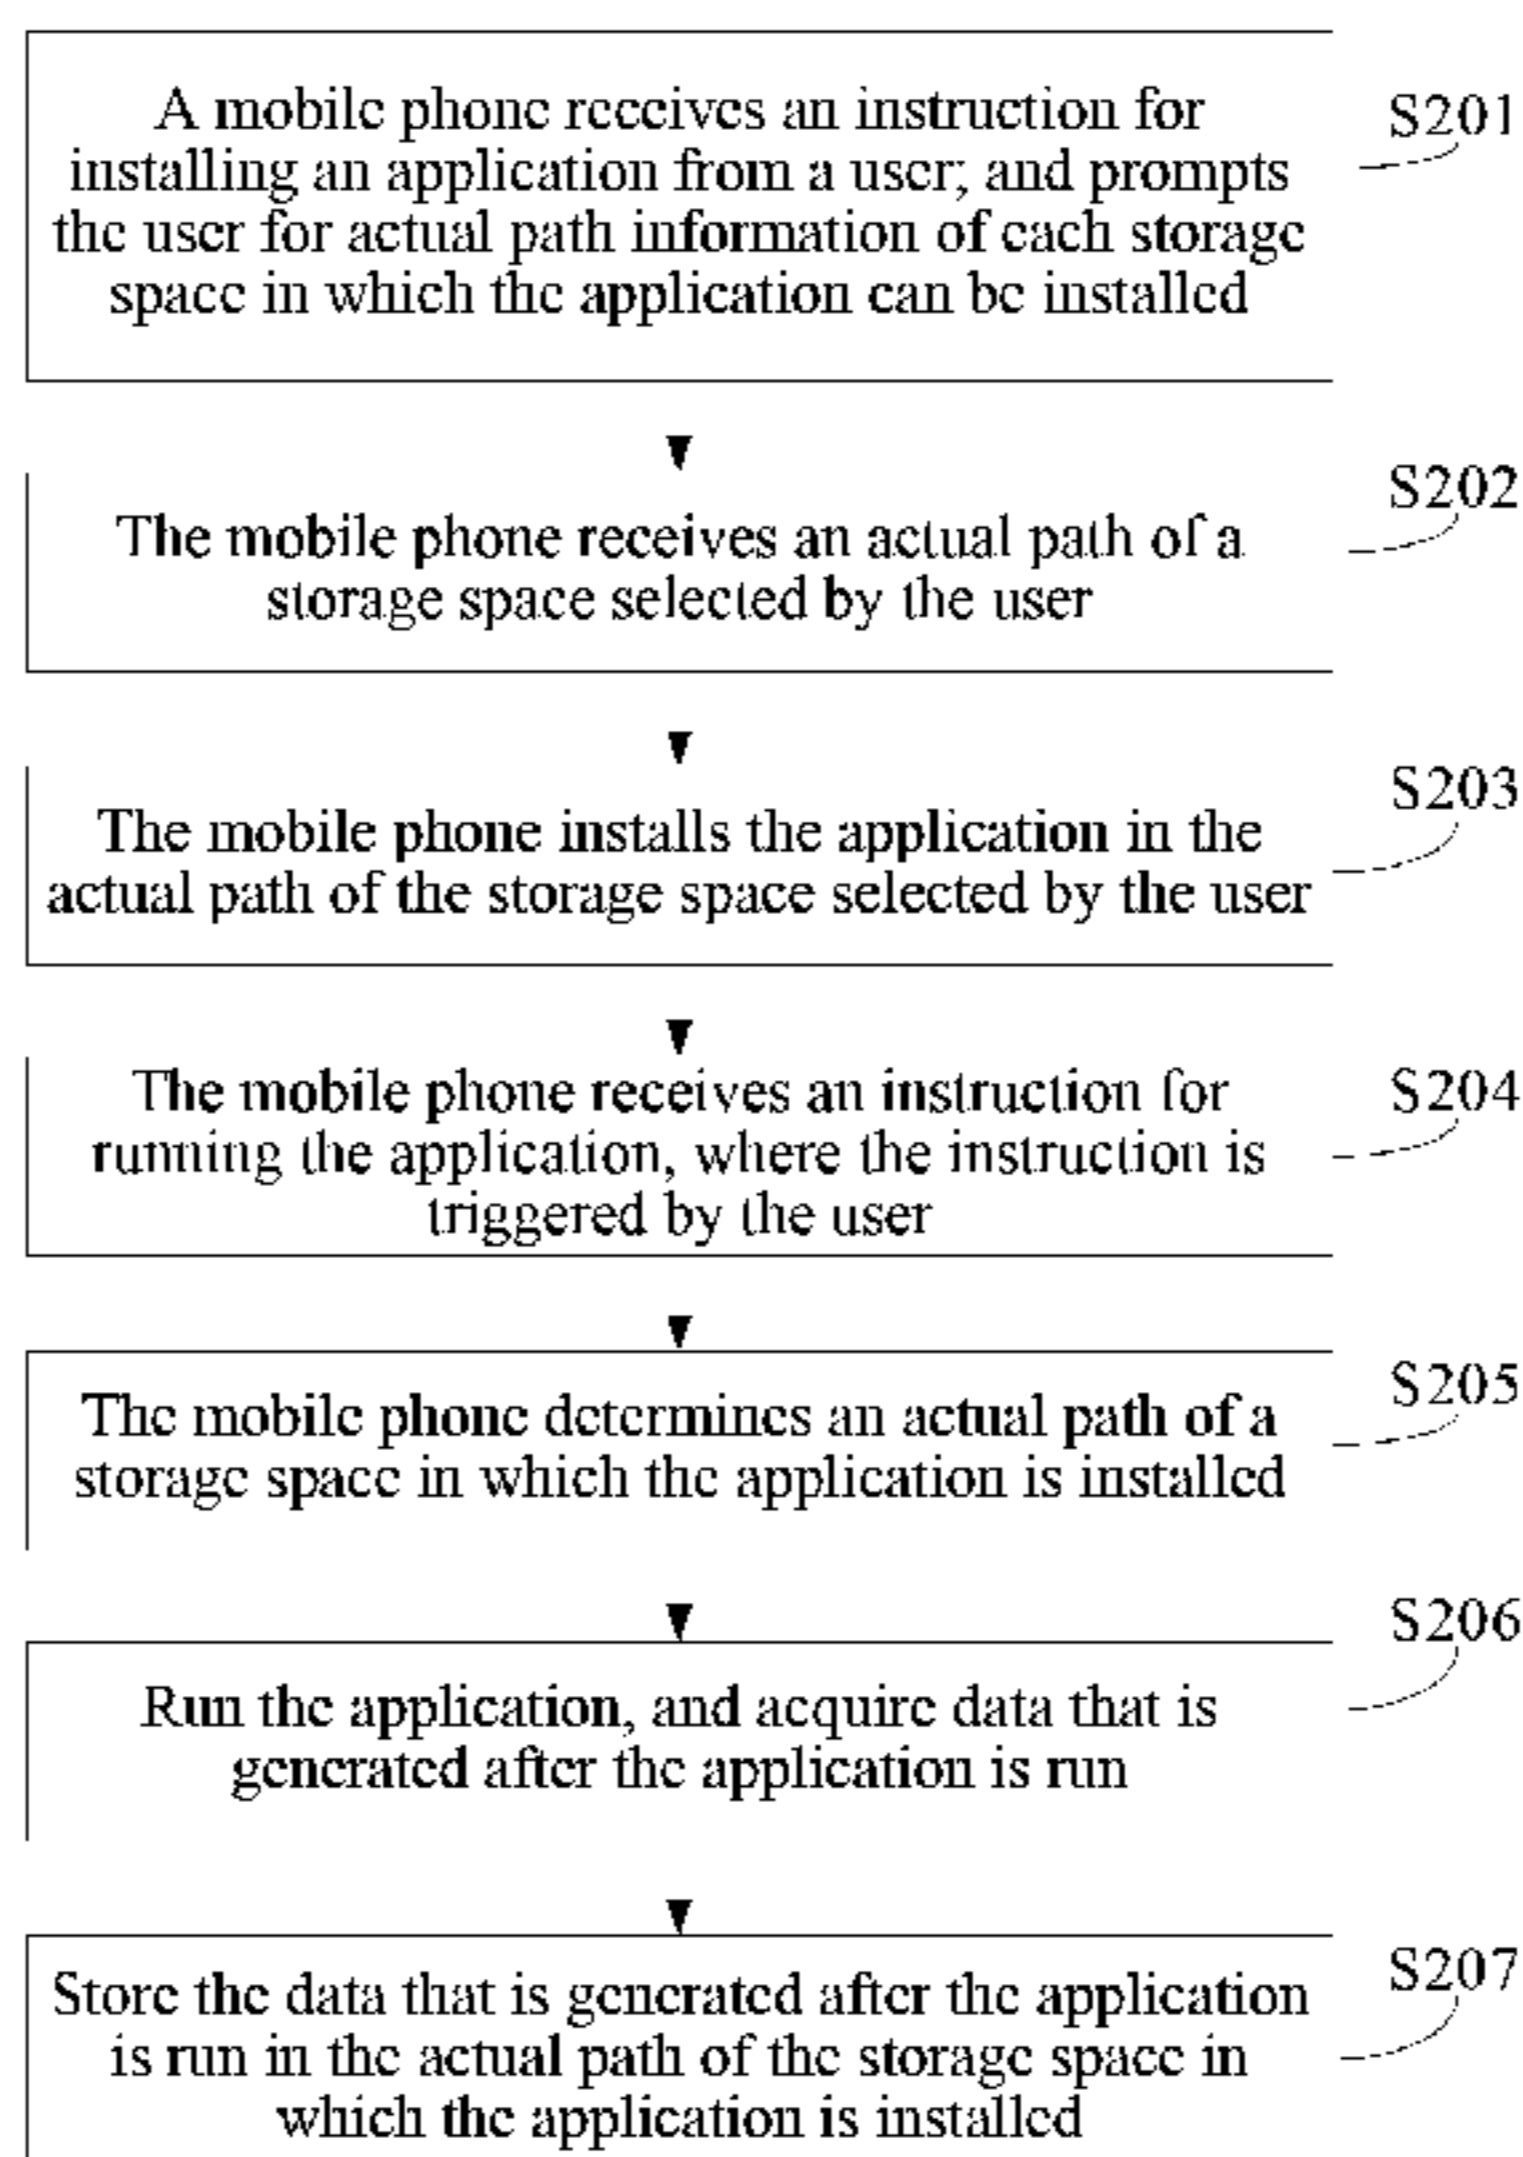 A mobile phone receives an instruction for
installing an application from a user; and prompts
the user for actual path information of each storage
space in which the application can be installed
S201
The mobile phone receives an actual path of a
storage space selected by the user
S202
The mobile phone installs the application in the
actual path of the storage space selected by the user
S203
The mobile phone receives an instruction for
running the application, where the instruction is
triggered by the user
S204
The mobile phone determines an actual path of a
storage space in which the application is installed
S205
Run the application, and acquire data that is
generated after the application is run
S206
Store the data that is generated after the application
is run in the actual path of the storage space in
which the application is installed
S207